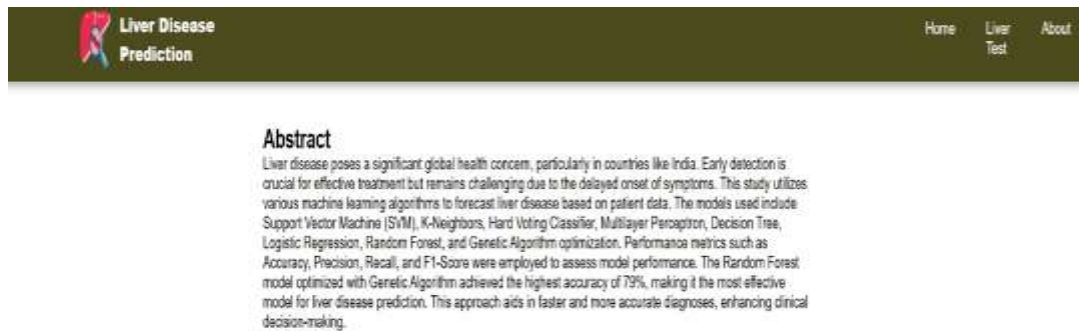 Liver Disease
Prediction
Home
Liver
Test
About
Abstract
Liver disease poses a significant global health concern, particularly in countries like India. Early detection is
crucial for effective treatment but remains challenging due to the delayed onset of symptoms. This study utilizes
various machine learning algorithms to forecast liver disease based on patient data. The models used include
Support Vector Machine (SVM), K-Neighbors, Hard Voting Classifier, Multilayer Perceptron, Decision Tree,
Logistic Regression, Random Forest, and Genetic Algorithm optimization. Performance metrics such as
Accuracy, Precision, Recall, and F1-Score were employed to assess model performance. The Random Forest
model optimized with Genetic Algorithm achieved the highest accuracy of 79%, making it the most effective
model for liver disease prediction. This approach aids in faster and more accurate diagnoses, enhancing clinical
decision-making.